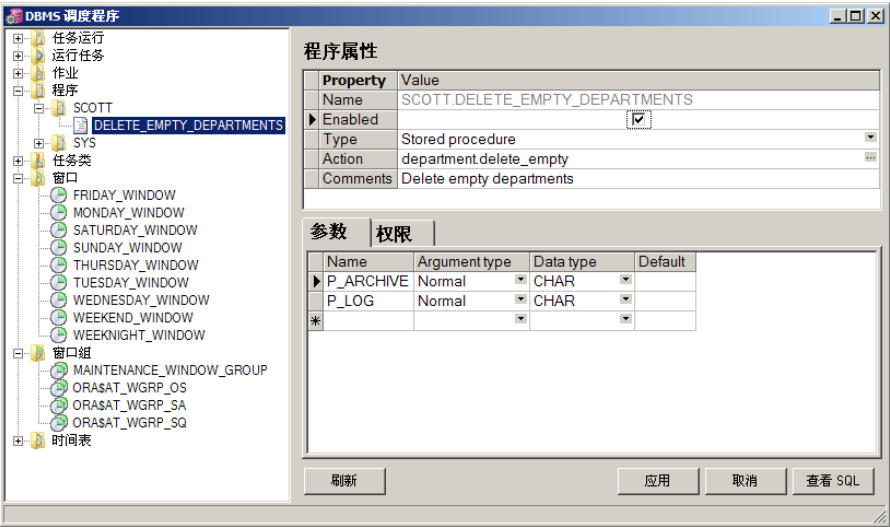 DBMS 调度程序
任务运行
运行任务
作业
程序
SCOTT
DELETE_EMPTY_DEPARTMENTS
SYS
任务类
窗口
FRIDAY_WINDOW
MONDAY_WINDOW
SATURDAY_WINDOW
SUNDAY_WINDOW
THURSDAY_WINDOW
TUESDAY_WINDOW
WEDNESDAY_WINDOW
WEEKEND_WINDOW
WEEKNIGHT_WINDOW
窗口组
MAINTENANCE_WINDOW_GROUP
ORA$AT_WGRP_OS
ORA$AT_WGRP_SA
ORA$AT_WGRP_SQ
时间表
程序属性
Property Value
Name SCOTT.DELETE_EMPTY_DEPARTMENTS
Enabled
Type Stored procedure
Action department.delete_empty
Comments Delete empty departments
参数 权限
Name Argument type Data type Default
P_ARCHIVE Normal CHAR
P_LOG Normal CHAR
刷新 应用 取消 查看 SQL